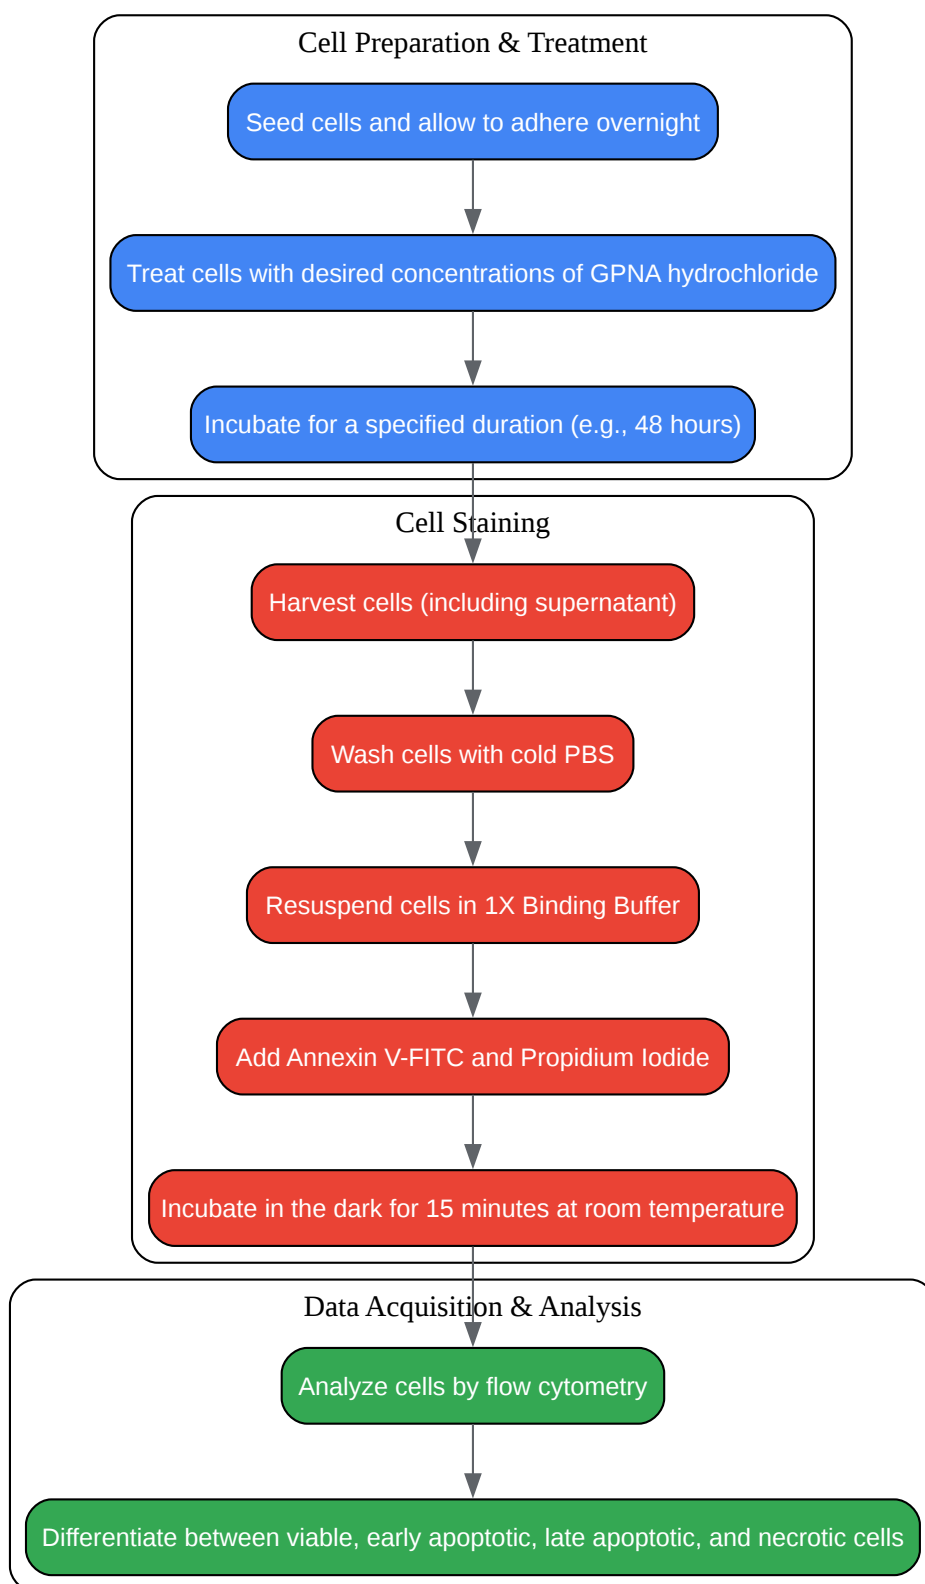 Cell Preparation & Treatment
Seed cells and allow to adhere overnight
Treat cells with desired concentrations of GPNA hydrochloride
Incubate for a specified duration (e.g., 48 hours)
Cell Staining
Harvest cells (including supernatant)
Wash cells with cold PBS
Resuspend cells in 1X Binding Buffer
Add Annexin V-FITC and Propidium Iodide
Incubate in the dark for 15 minutes at room temperature
Data Acquisition & Analysis
Analyze cells by flow cytometry
Differentiate between viable, early apoptotic, late apoptotic, and necrotic cells